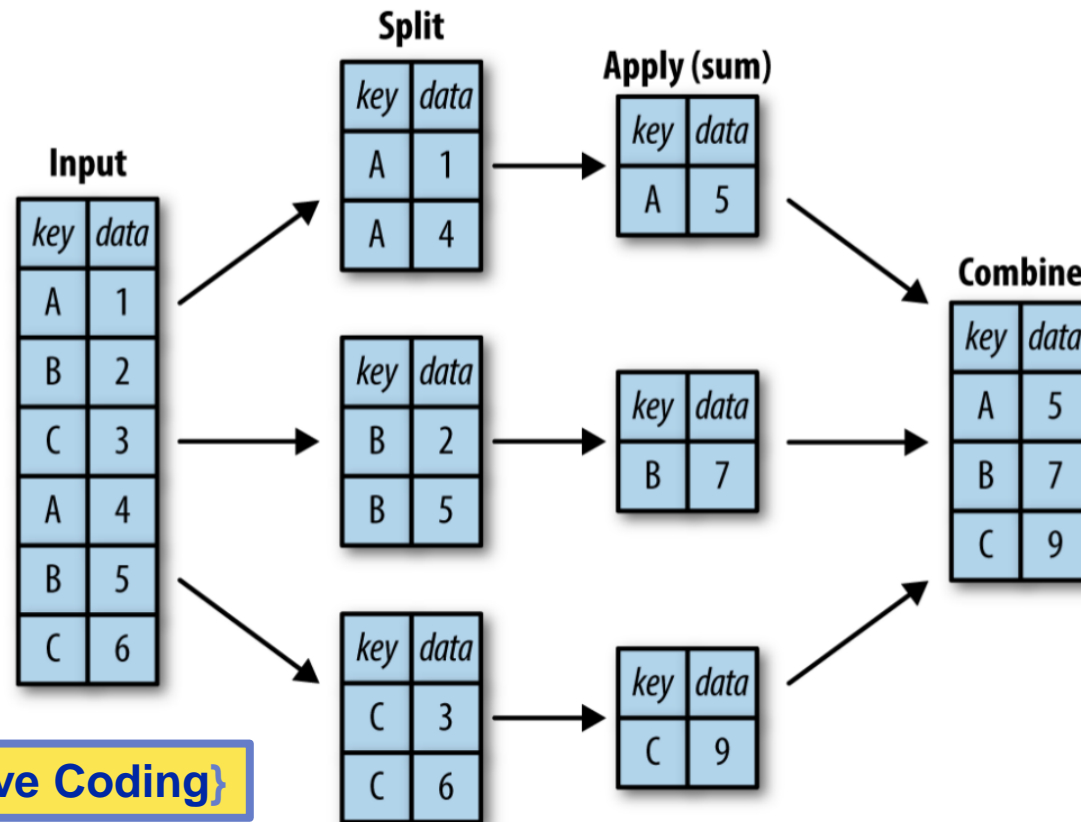 Input
key data
A 1
B 2
C 3
A 4
B 5
C 6
Split
key data
A 1
A 4
key data
B 2
B 5
key data
C 3
C 6
Apply (sum)
key data
A 5
key data
B 7
key data
C 9
Combine
key data
A 5
B 7
C 9
ve Coding}